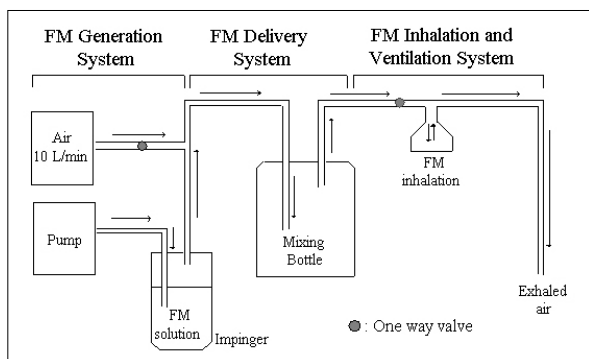 FM Generation
System
FM Delivery
System
FM Inhalation and
Ventilation System
Air
10 L/min
Pump
FM
solution
Impinger
Mixing
Bottle
FM
inhalation
Exhaled
air
: One way valve